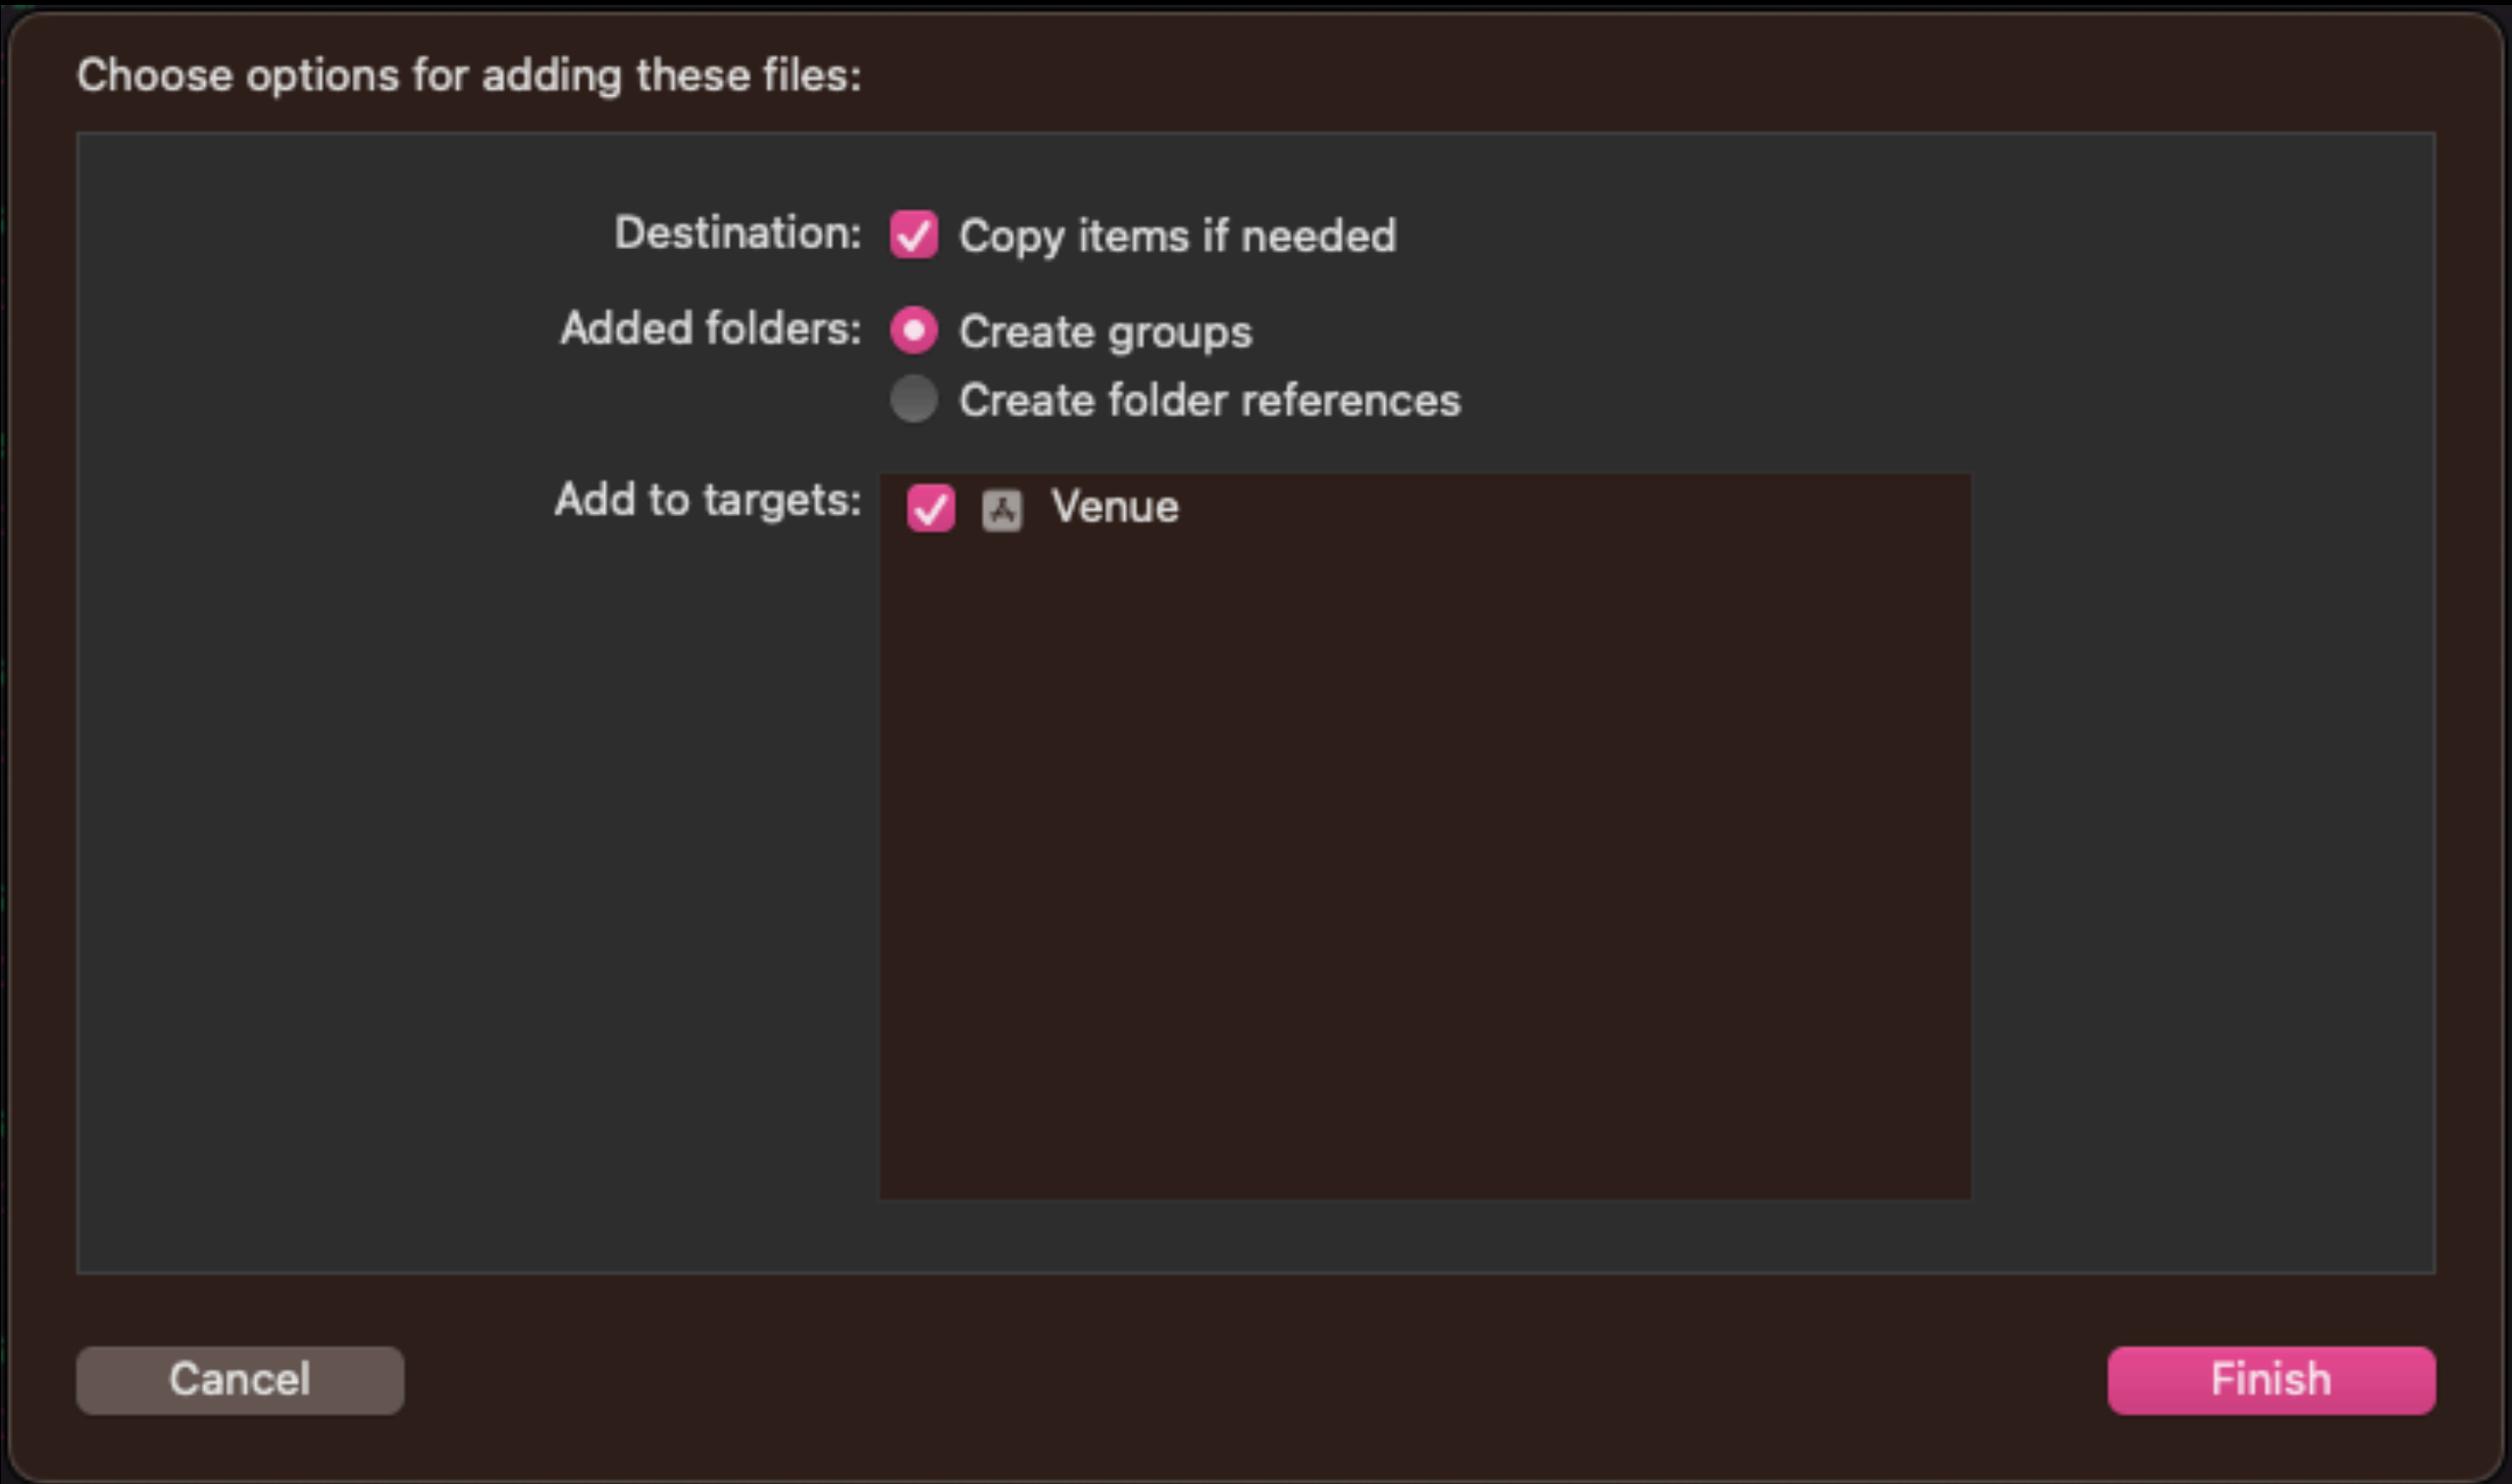 Choose options for adding these files:
Destination: Copy items if needed
Added folders: Create groups
Create folder references
Add to targets: Venue
Cancel Finish